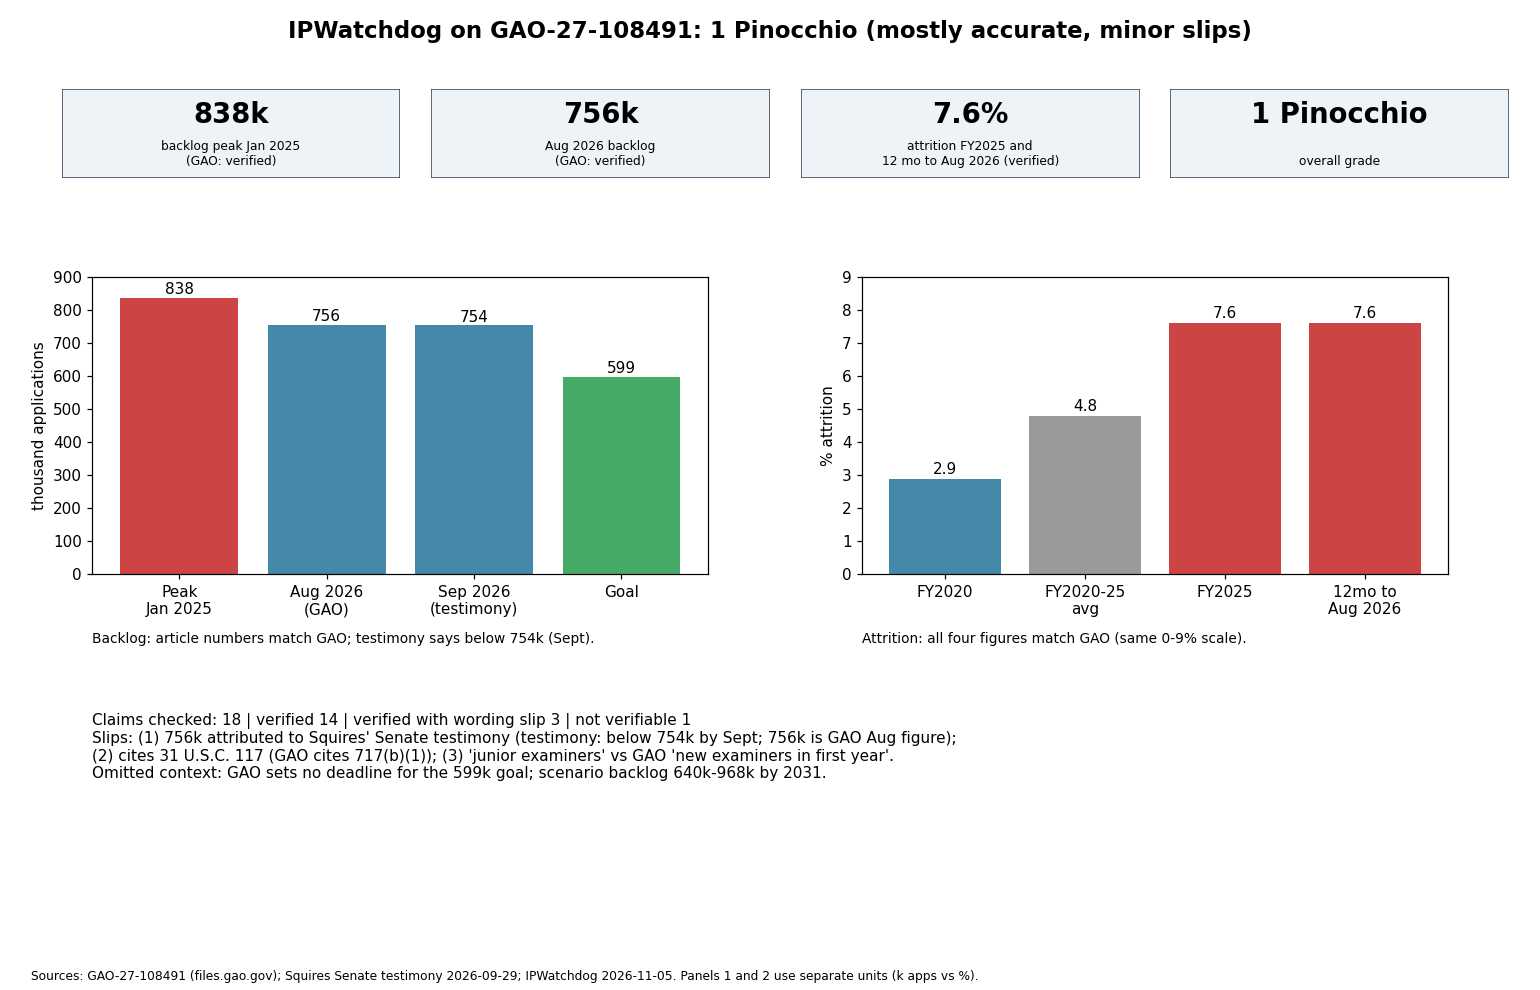 IPWatchdog on GAO-27-108491: 1 Pinocchio (mostly accurate, minor slips)
838k
backlog peak Jan 2025
(GAO: verified)
756k
Aug 2026 backlog
(GAO: verified)
7.6%
attrition FY2025 and
12 mo to Aug 2026 (verified)
1 Pinocchio
overall grade
thousand applications
900
800
700
600
500
400
300
200
100
0
838
756
754
599
Peak
Jan 2025
Aug 2026
(GAO)
Sep 2026
(testimony)
Goal
Backlog: article numbers match GAO; testimony says below 754k (Sept).
% attrition
9
8
7
6
5
4
3
2
1
0
2.9
4.8
7.6
7.6
FY2020
FY2020-25
avg
FY2025
12mo to
Aug 2026
Attrition: all four figures match GAO (same 0-9% scale).
Claims checked: 18 | verified 14 | verified with wording slip 3 | not verifiable 1
Slips: (1) 756k attributed to Squires' Senate testimony (testimony: below 754k by Sept; 756k is GAO Aug figure);
(2) cites 31 U.S.C. 117 (GAO cites 717(b)(1)); (3) 'junior examiners' vs GAO 'new examiners in first year'.
Omitted context: GAO sets no deadline for the 599k goal; scenario backlog 640k-968k by 2031.
Sources: GAO-27-108491 (files.gao.gov); Squires Senate testimony 2026-09-29; IPWatchdog 2026-11-05. Panels 1 and 2 use separate units (k apps vs %).